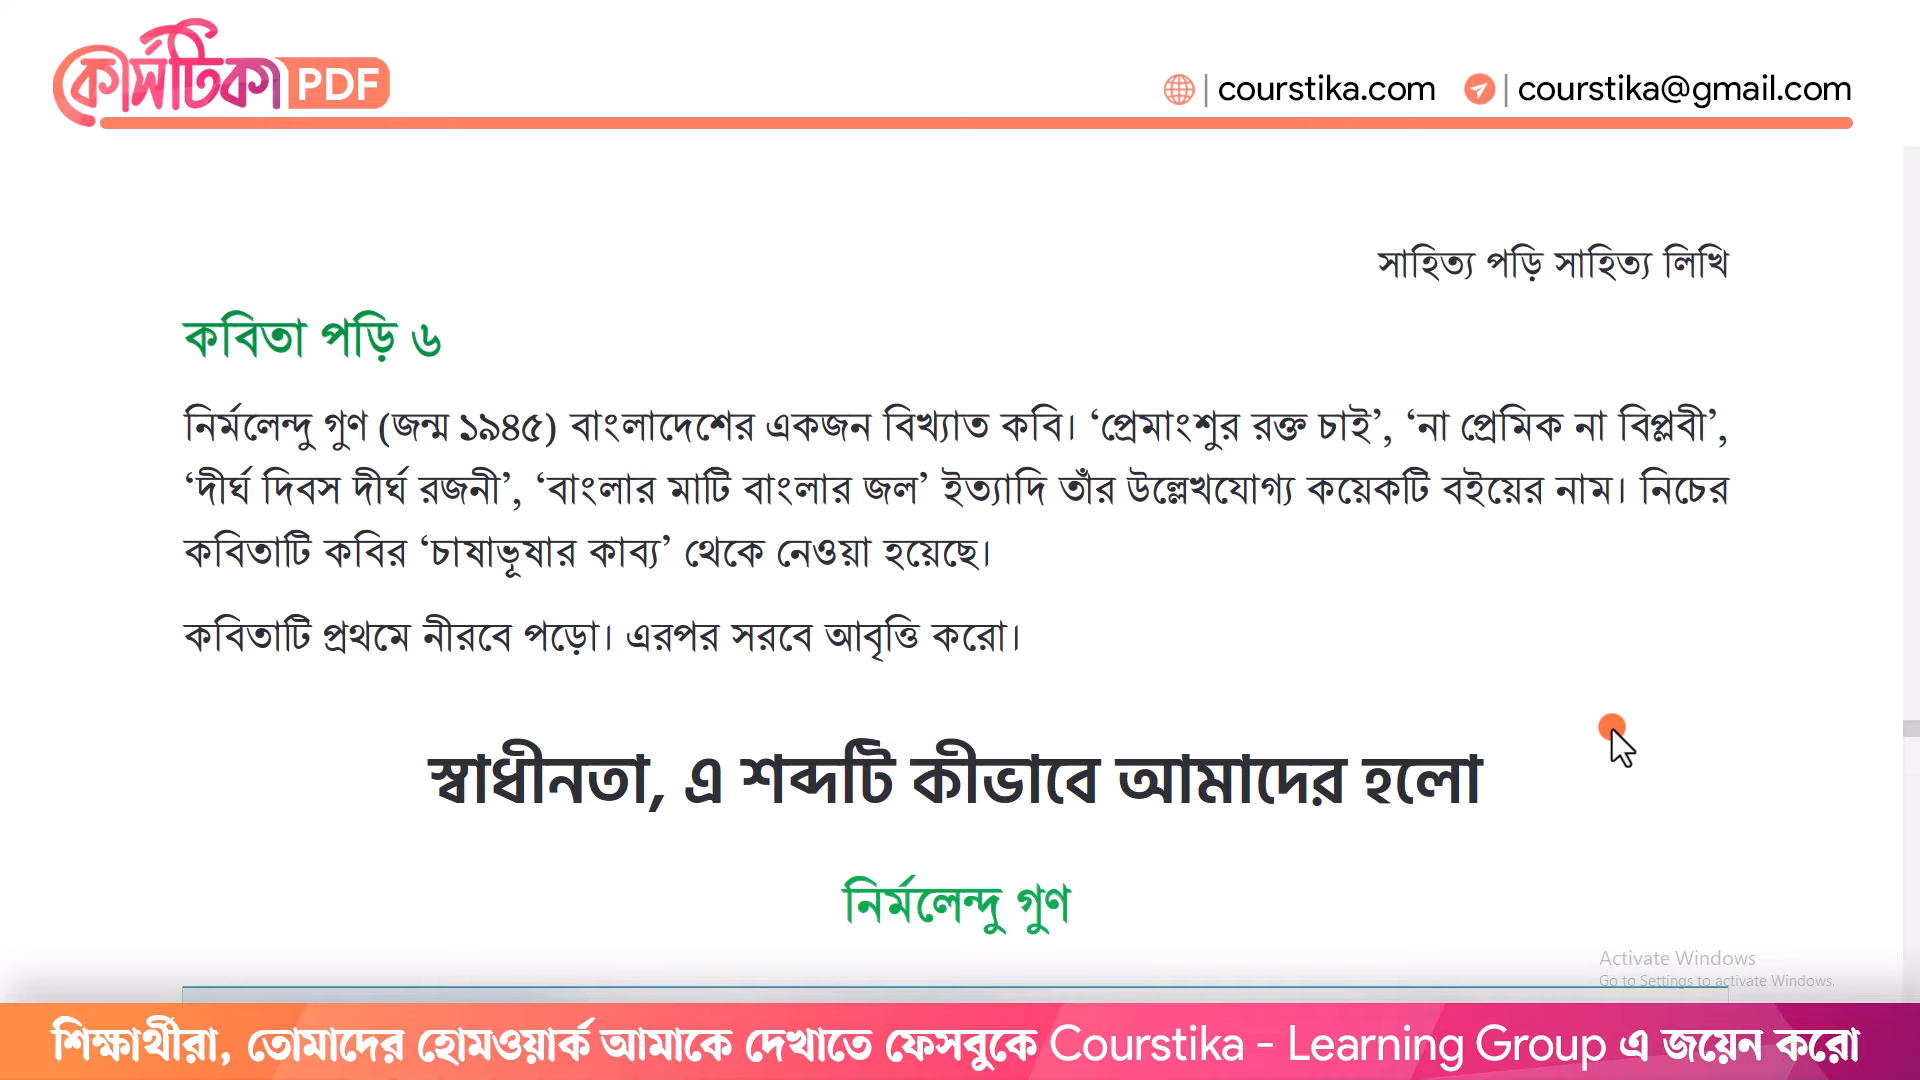 কোর্সটিকা PDF
courstika.com
courstika@gmail.com
সাহিত্য পড়ি সাহিত্য লিখি
কবিতা পড়ি ৬
নির্মলেন্দু গুণ (জন্ম ১৯৪৫) বাংলাদেশের একজন বিখ্যাত কবি। ‘প্রেমাংশুর রক্ত চাই’, ‘না প্রেমিক না বিপ্লবী’,
‘দীর্ঘ দিবস দীর্ঘ রজনী’, ‘বাংলার মাটি বাংলার জল’ ইত্যাদি তাঁর উল্লেখযোগ্য কয়েকটি বইয়ের নাম। নিচের
কবিতাটি কবির ‘চাষাভূষার কাব্য’ থেকে নেওয়া হয়েছে।
কবিতাটি প্রথমে নীরবে পড়ো। এরপর সরবে আবৃত্তি করো।
স্বাধীনতা, এ শব্দটি কীভাবে আমাদের হলো
নির্মলেন্দু গুণ
Activate Windows
Go to Settings to activate Windows.
শিক্ষার্থীরা, তোমাদের হোমওয়ার্ক আমাকে দেখাতে ফেসবুকে Courstika - Learning Group এ জয়েন করো